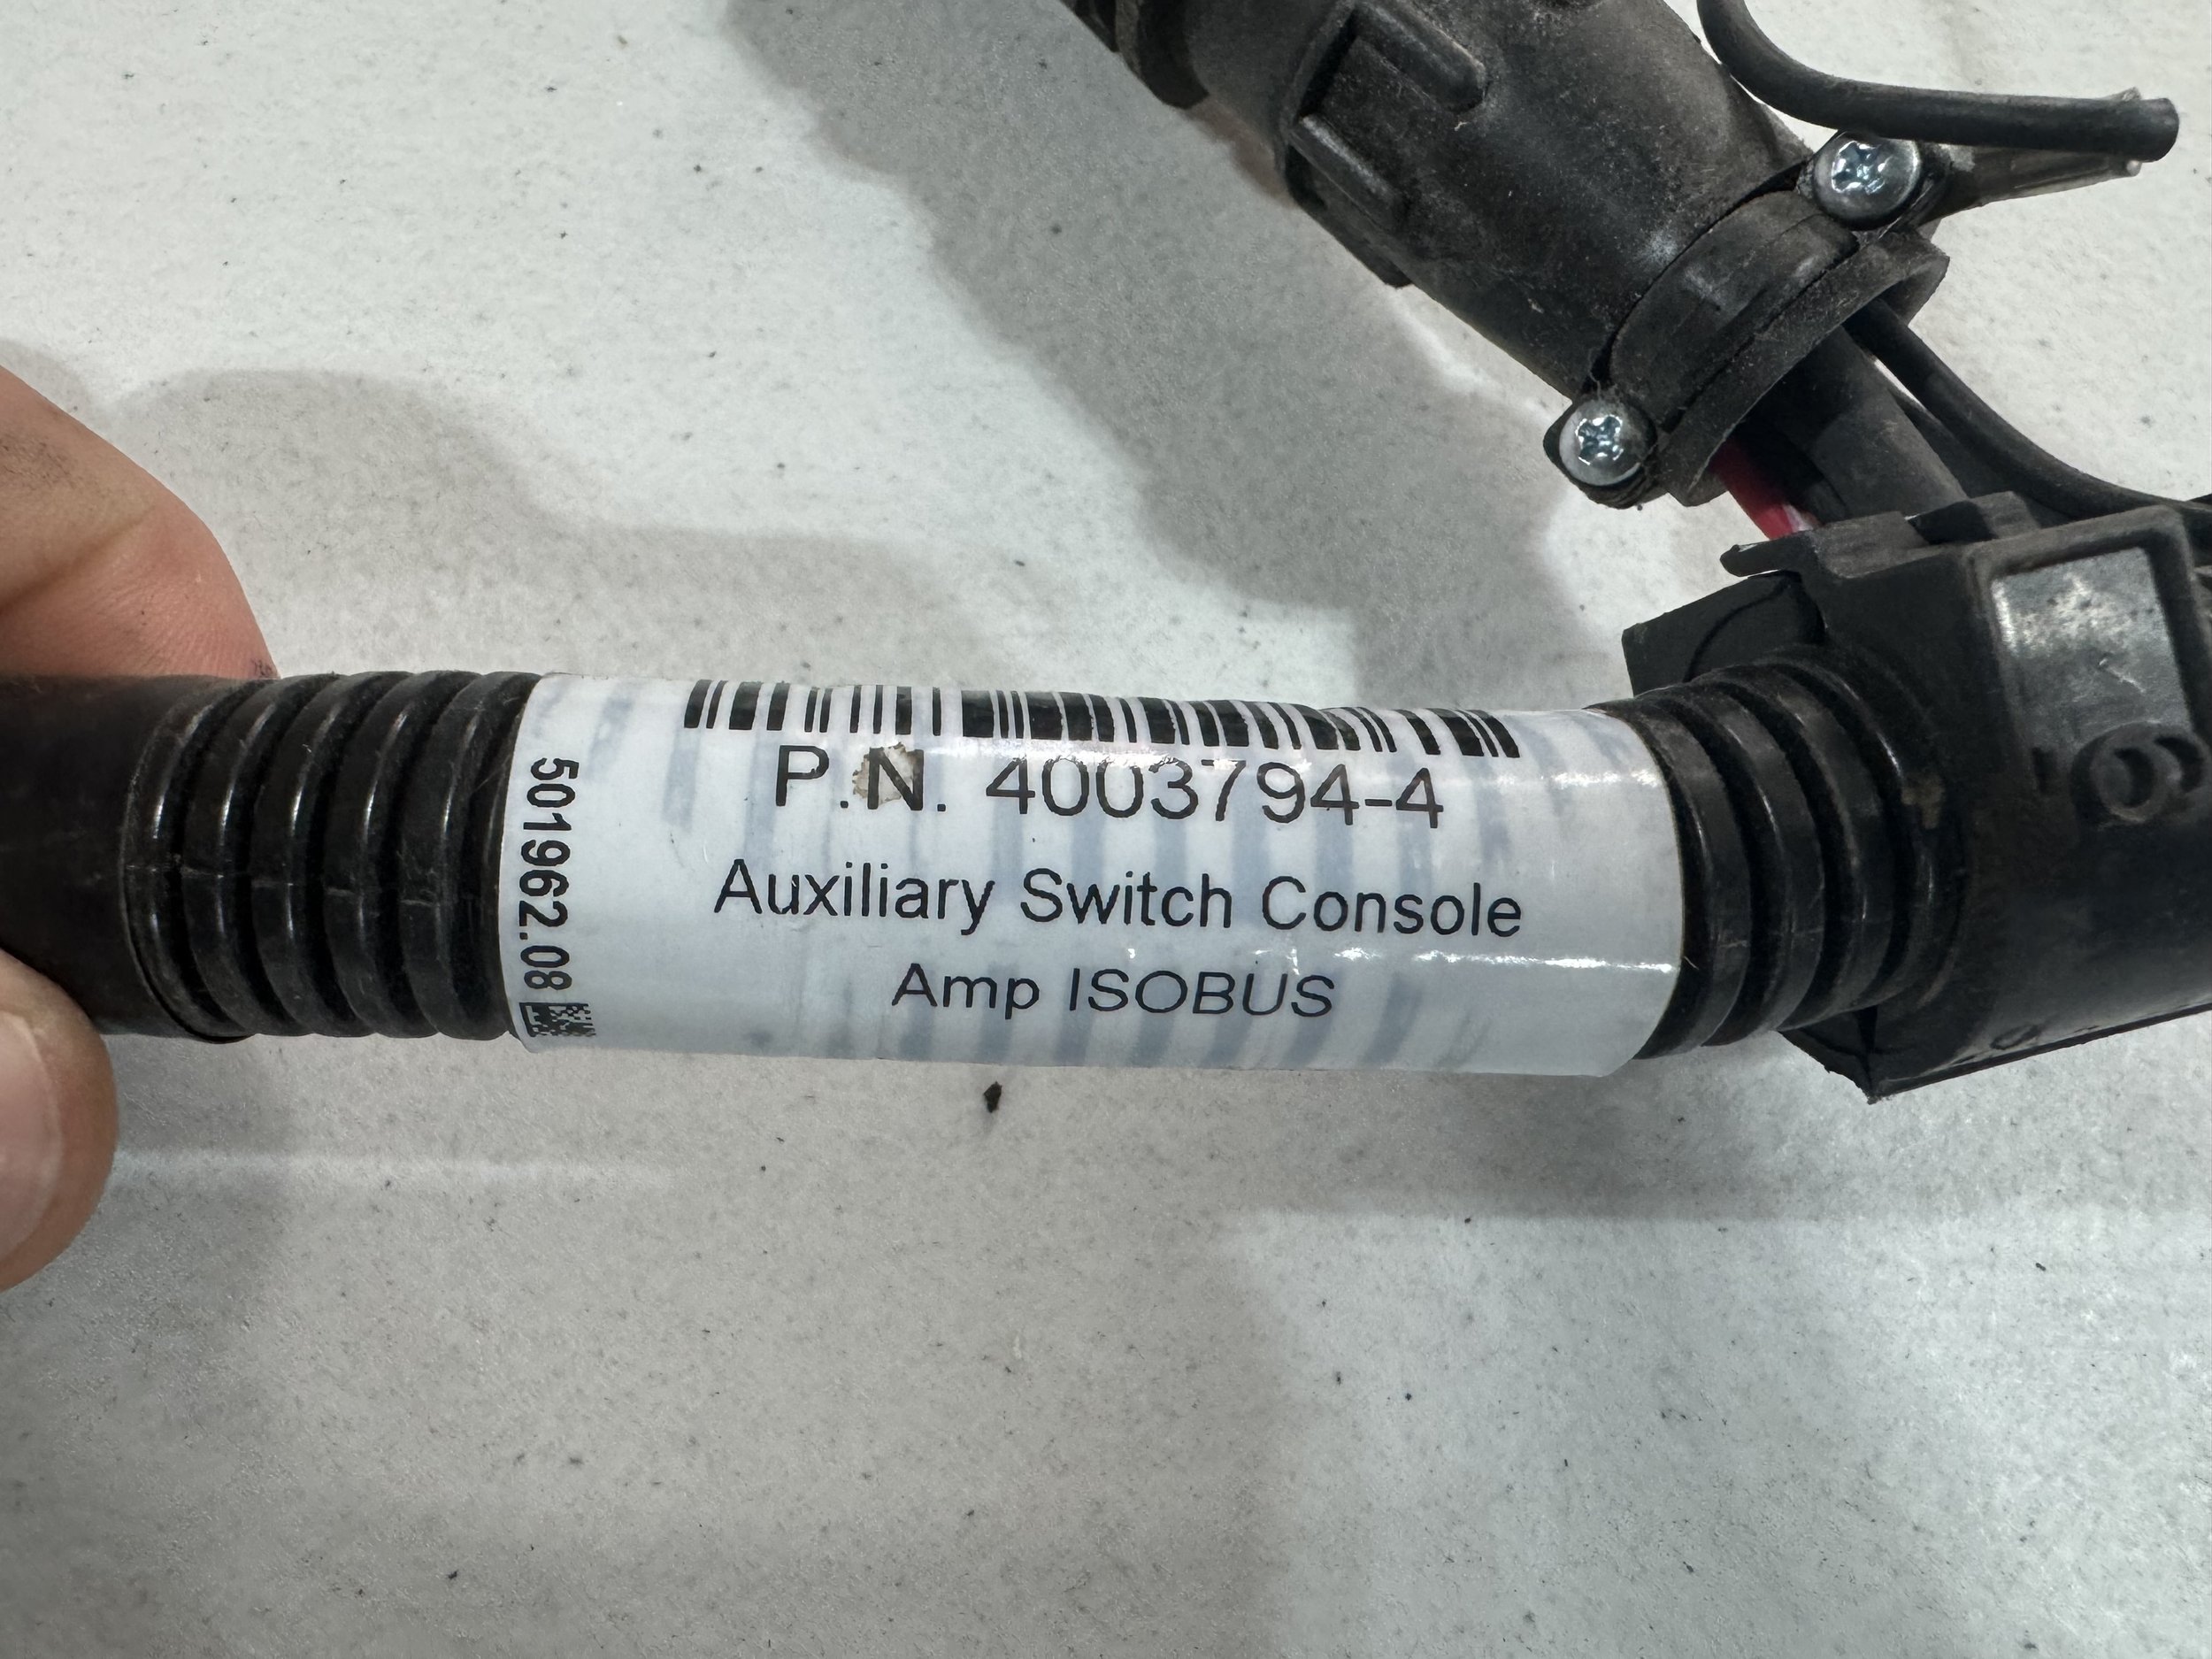 P.N. 4003794-4
Auxiliary Switch Console
Amp ISOBUS
501962.08